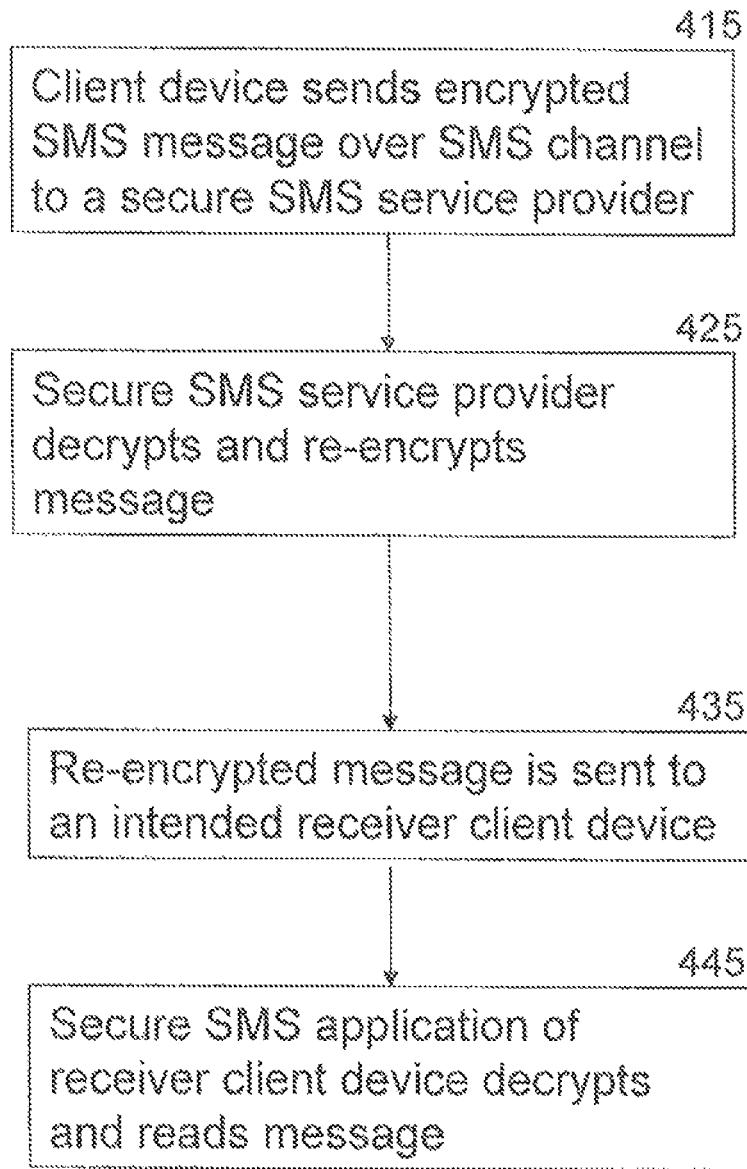 415
Client device sends encrypted
SMS message over SMS channel
to a secure SMS service provider
425
Secure SMS service provider
decrypts and re-encrypts
message
435
Re-encrypted message is sent to
an intended receiver client device
445
Secure SMS application of
receiver client device decrypts
and reads message